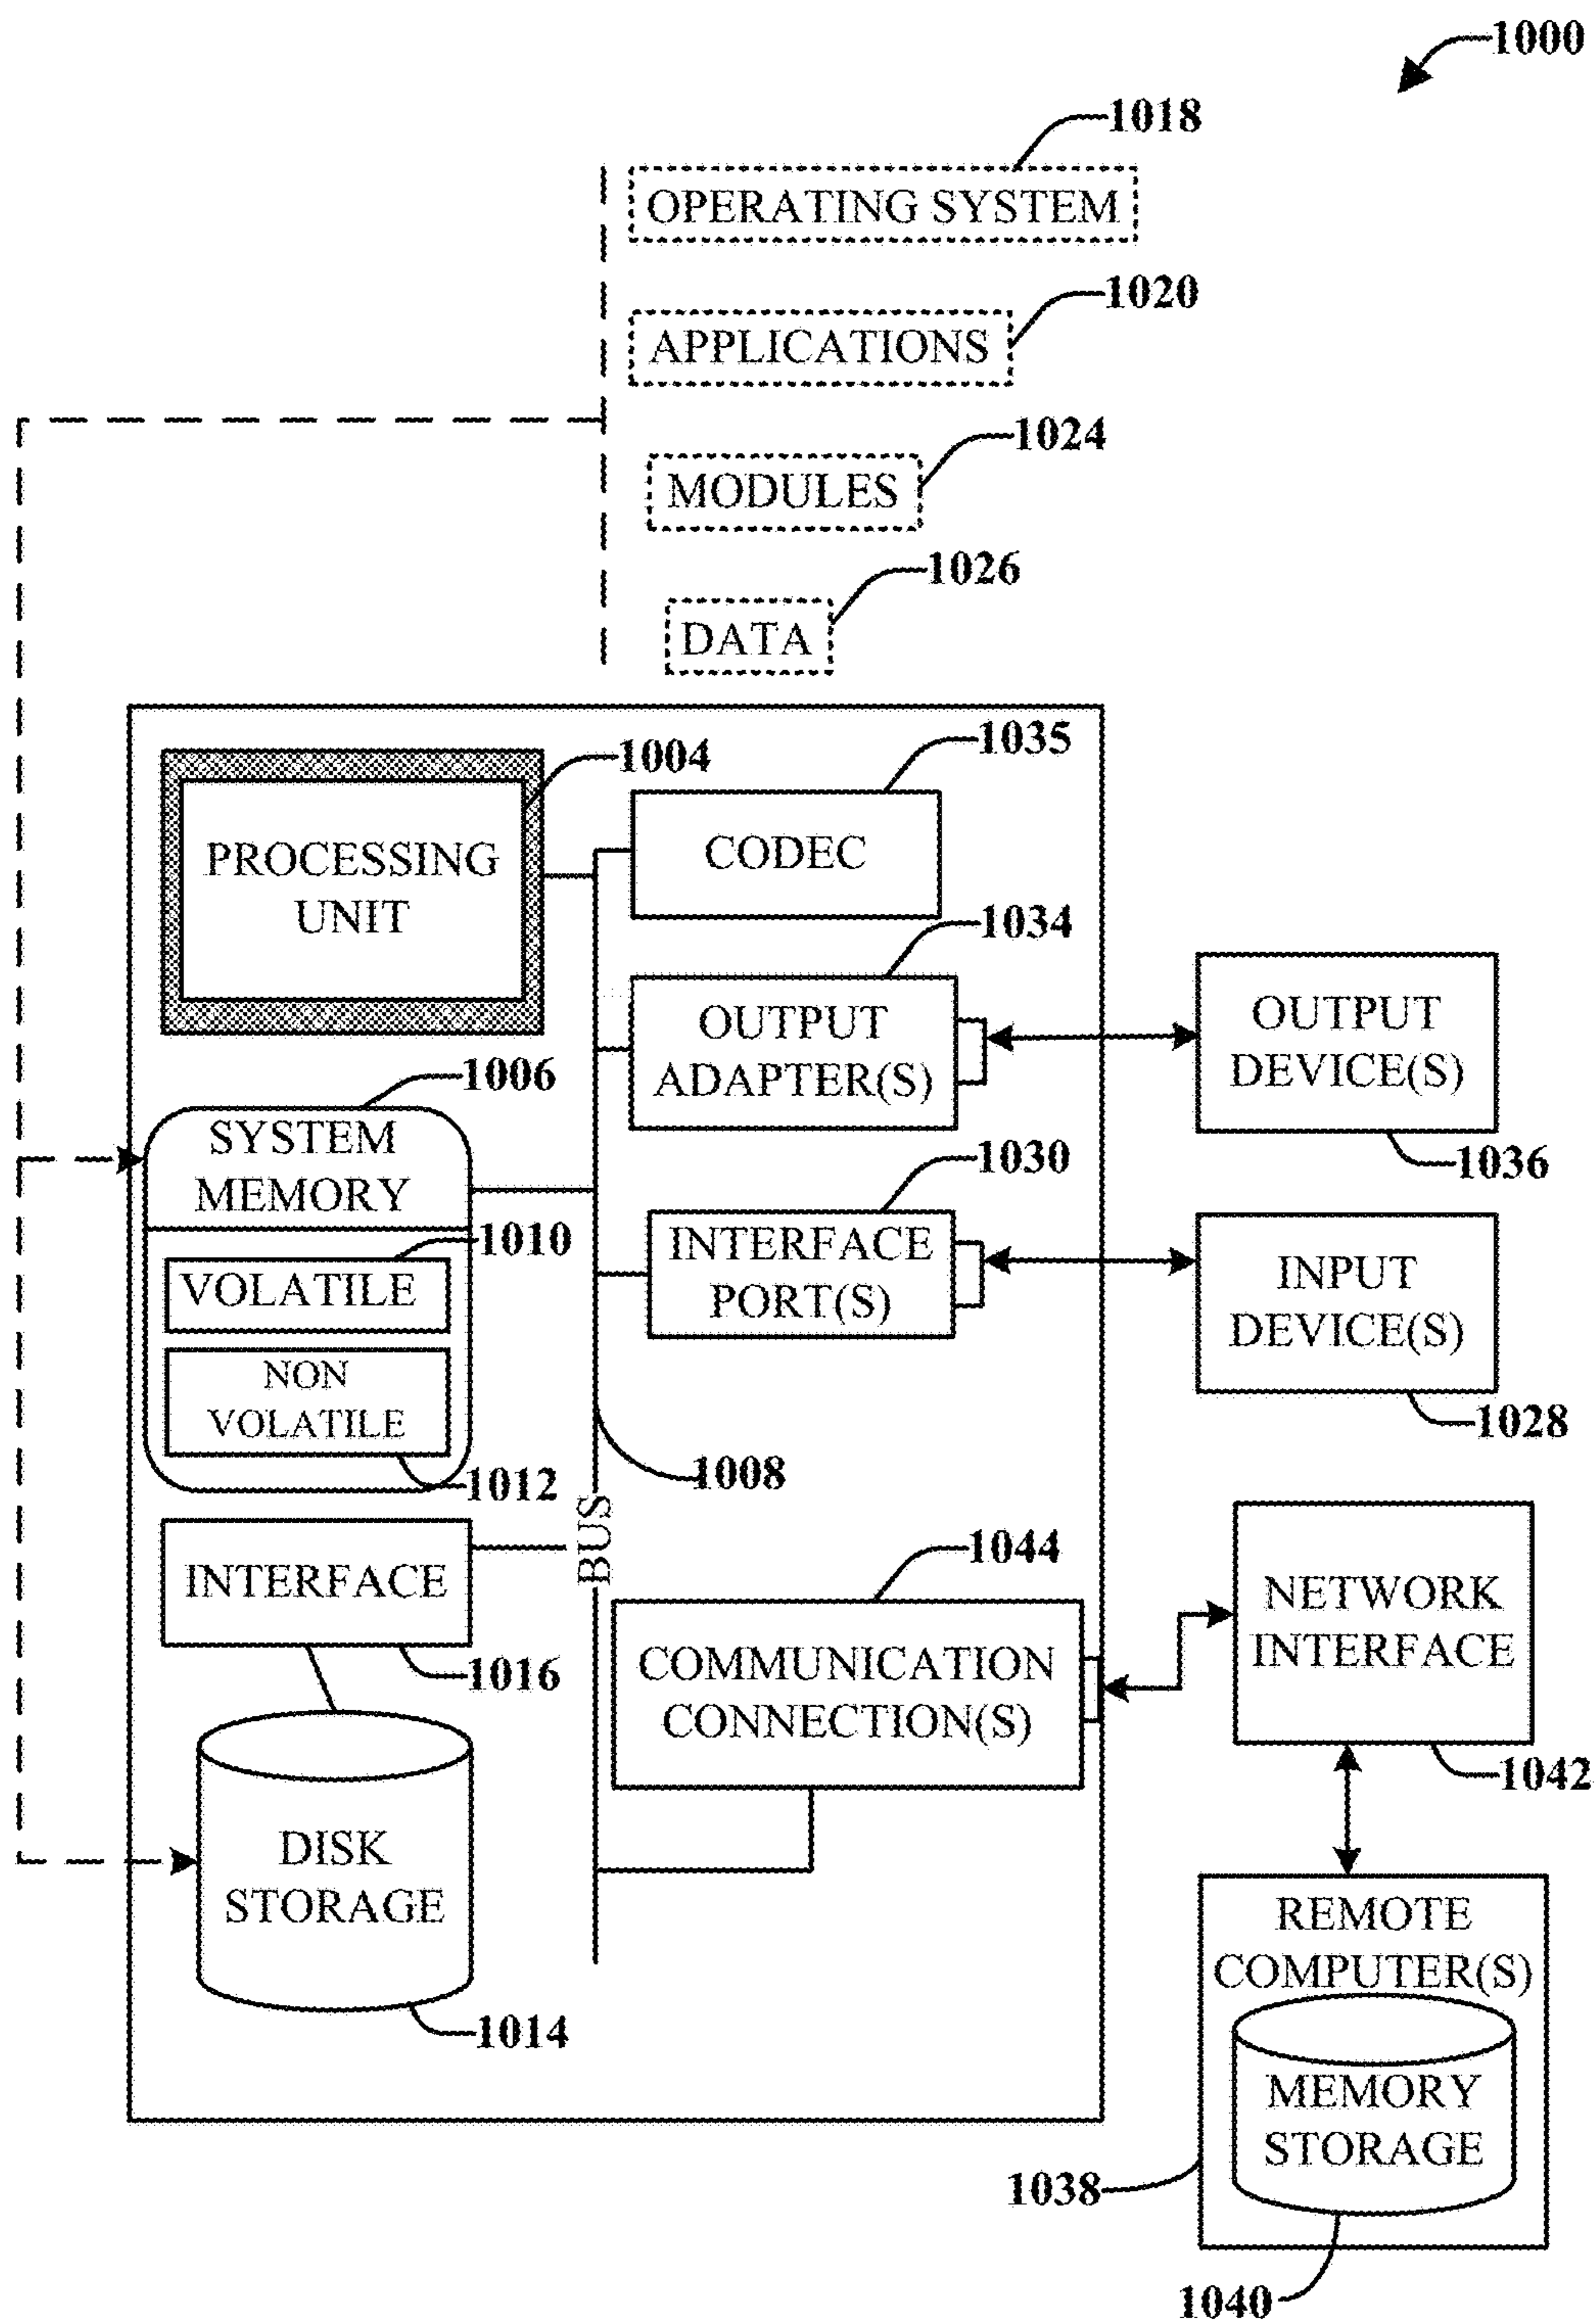 1000
1018
OPERATING SYSTEM
1020
APPLICATIONS
1024
MODULES
1026
DATA
1004
PROCESSING
UNIT
1035
CODEC
1034
OUTPUT
ADAPTER(S)
OUTPUT
DEVICE(S)
1036
1006
SYSTEM
MEMORY
1010
VOLATILE
NON
VOLATILE
1012
1030
INTERFACE
PORT(S)
INPUT
DEVICE(S)
1028
1008
BUS
INTERFACE
1016
1044
COMMUNICATION
CONNECTION(S)
NETWORK
INTERFACE
1042
DISK
STORAGE
1014
REMOTE
COMPUTER(S)
MEMORY
STORAGE
1038
1040